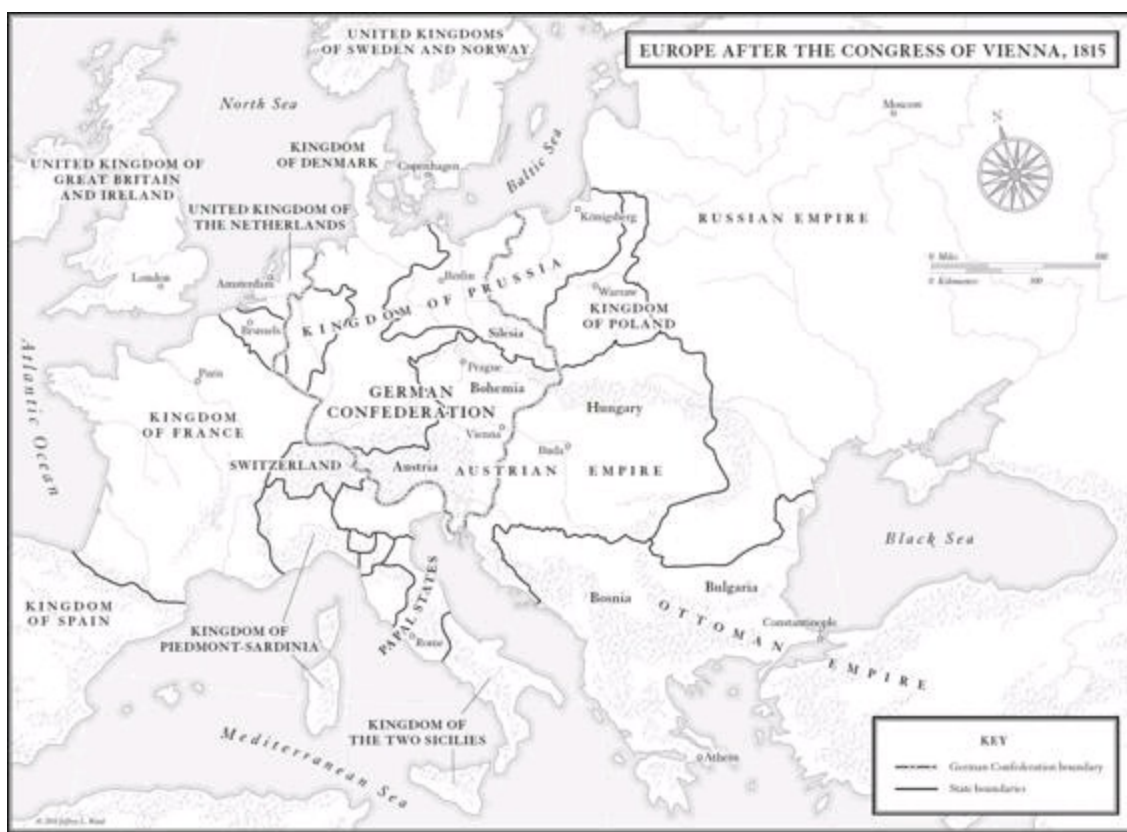 UNITED KINGDOMS
OF SWEDEN AND NORWAY
EUROPE AFTER THE CONGRESS OF VIENNA, 1815
North Sea
Moscow
N
KINGDOM
OF DENMARK
Copenhagen
Baltic Sea
UNITED KINGDOM OF
GREAT BRITAIN
AND IRELAND
UNITED KINGDOM OF
THE NETHERLANDS
Königsberg
RUSSIAN EMPIRE
London
Amsterdam
Berlin
0 Miles
0 Kilometres
KINGDOM OF PRUSSIA
Warsaw
KINGDOM
OF POLAND
Brussels
Silesia
Paris
Prague
Bohemia
Atlantic Ocean
GERMAN
CONFEDERATION
Hungary
KINGDOM
OF FRANCE
Vienna
Buda
SWITZERLAND
Austria
AUSTRIAN EMPIRE
Black Sea
Bulgaria
Bosnia
KINGDOM
OF SPAIN
PAPAL STATES
OTTOMAN EMPIRE
Constantinople
KINGDOM OF
PIEDMONT-SARDINIA
Rome
KINGDOM OF
THE TWO SICILIES
Mediterranean Sea
Athens
KEY
German Confederation boundary
State boundaries